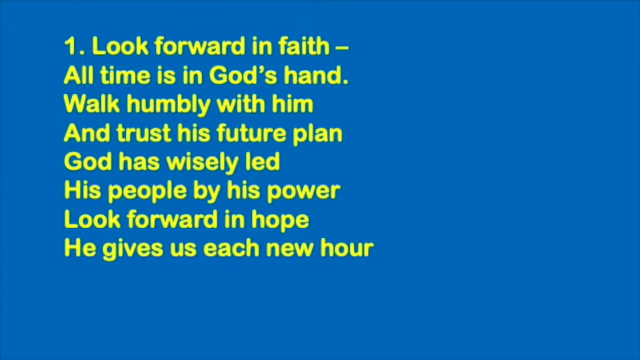 1. Look forward in faith –
All time is in God's hand.
Walk humbly with him
And trust his future plan
God has wisely led
His people by his power
Look forward in hope
He gives us each new hour